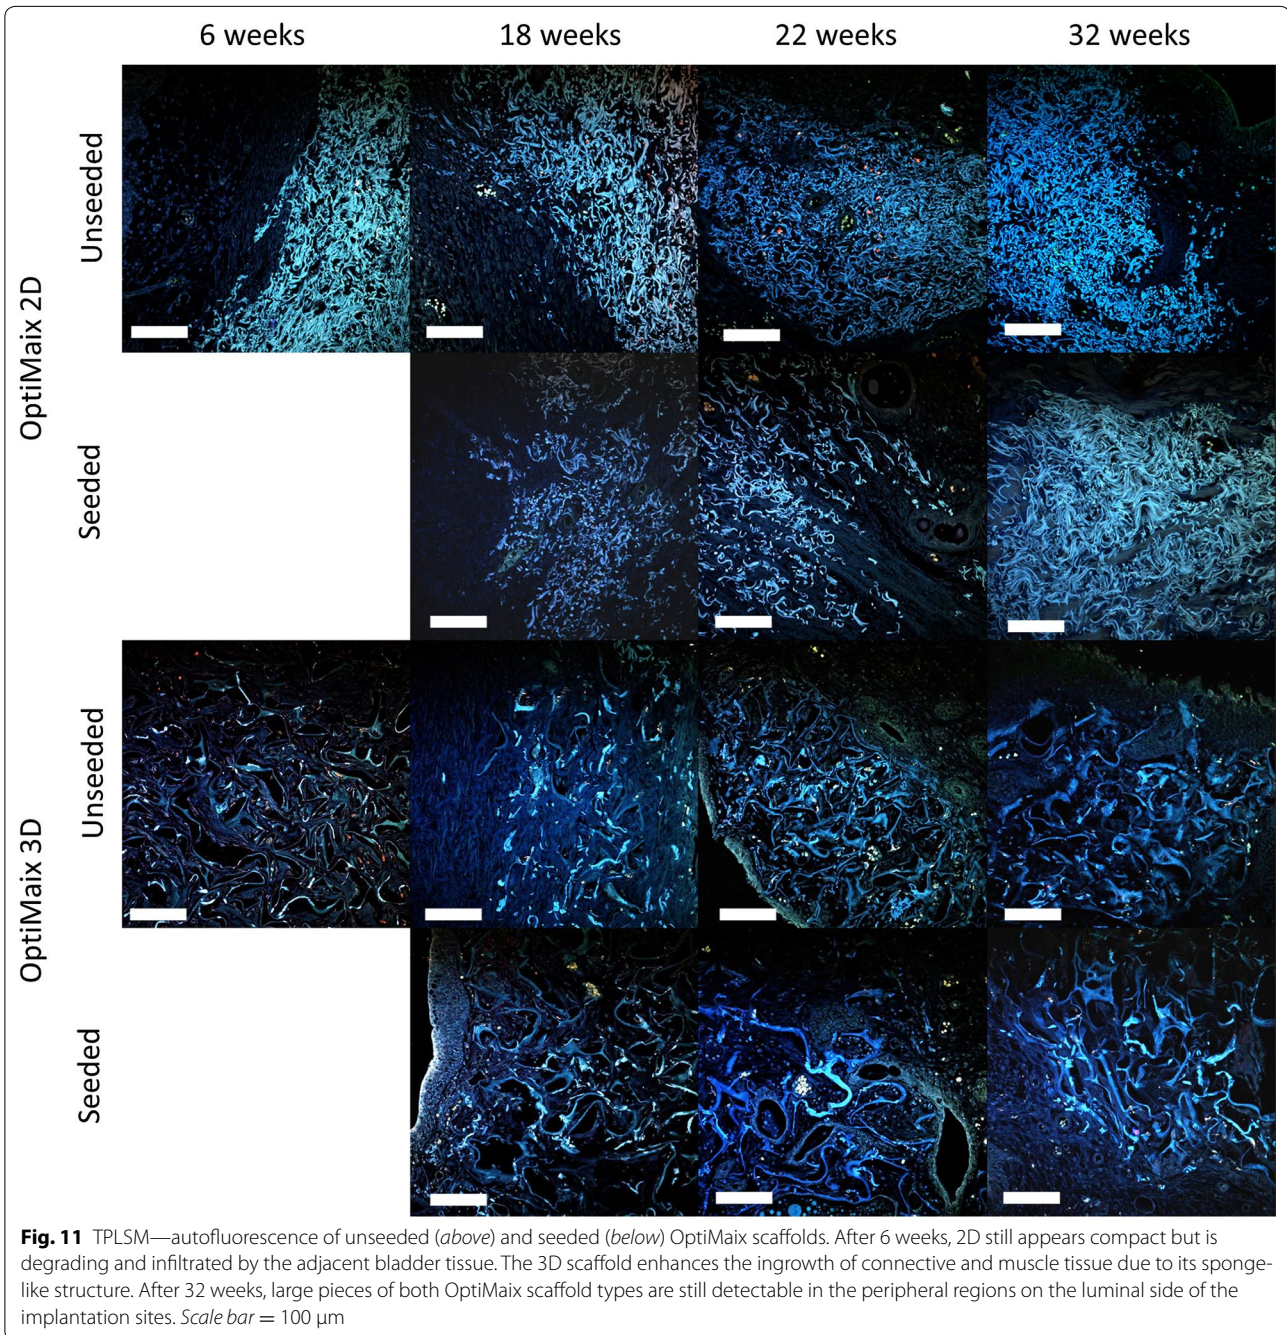 6 weeks 18 weeks 22 weeks 32 weeks
OptiMaix 2D
Unseeded
Seeded
OptiMaix 3D
Unseeded
Seeded
Fig. 11 TPLSM—autofluorescence of unseeded (above) and seeded (below) OptiMaix scaffolds. After 6 weeks, 2D still appears compact but is
degrading and infiltrated by the adjacent bladder tissue. The 3D scaffold enhances the ingrowth of connective and muscle tissue due to its sponge-
like structure. After 32 weeks, large pieces of both OptiMaix scaffold types are still detectable in the peripheral regions on the luminal side of the
implantation sites. Scale bar = 100 µm